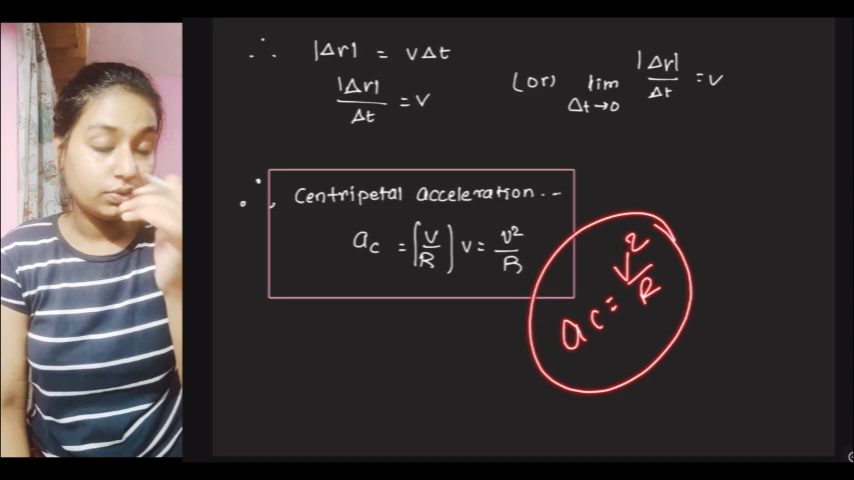 ∴ |Δr| = vΔt
|Δr|/Δt = v (or) lim Δt→0 |Δr|/Δt = v
∴, Centripetal acceleration...
ac = (v/R) v = v²/R
ac = v²/R